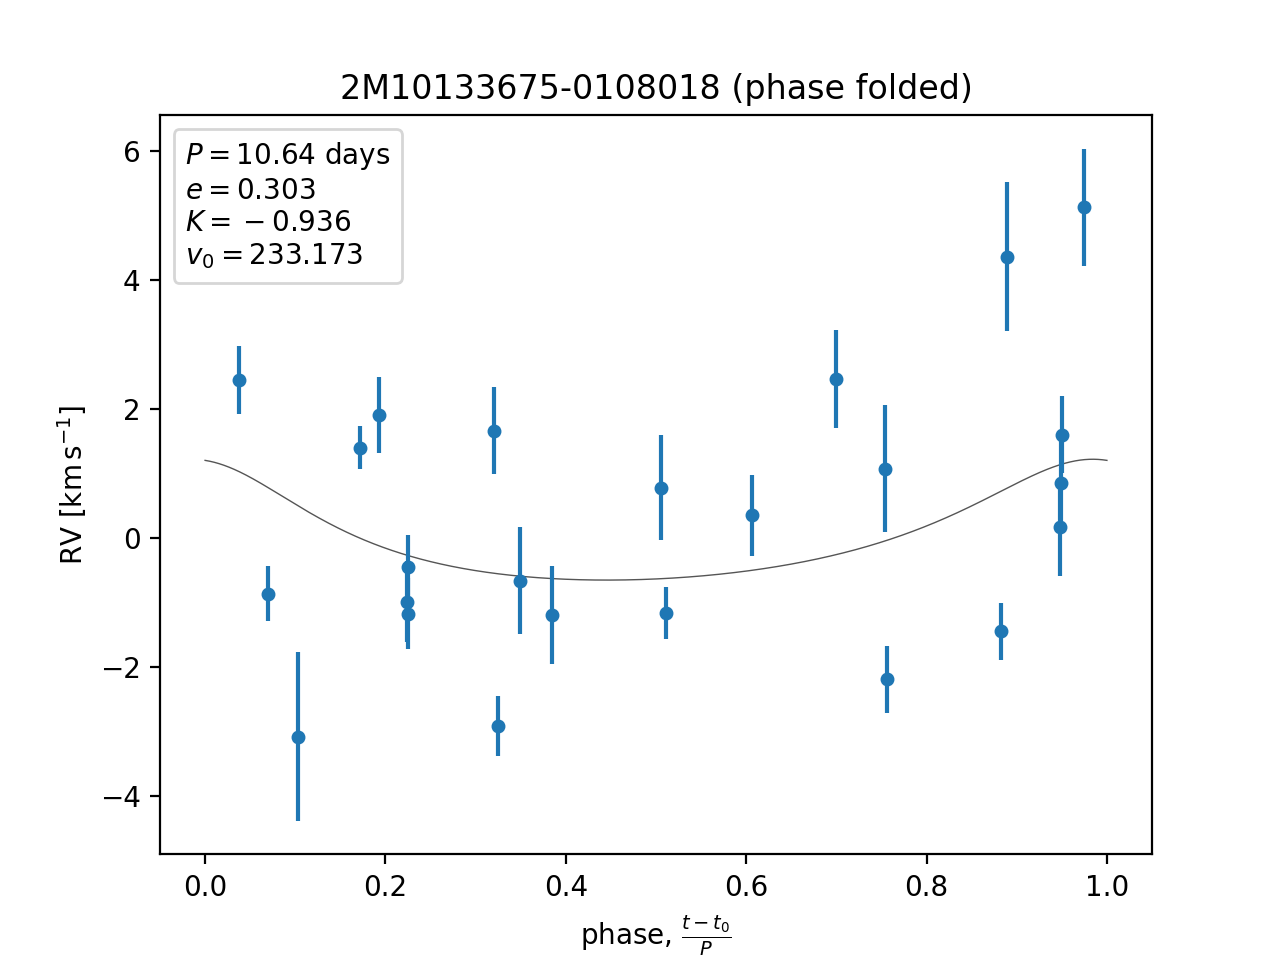 2M10133675-0108018 (phase folded)
P = 10.64 days
e = 0.303
K = −0.936
v₀ = 233.173
6
4
2
0
−2
−4
RV [km s⁻¹]
0.0 0.2 0.4 0.6 0.8 1.0
phase, (t − t₀)/P